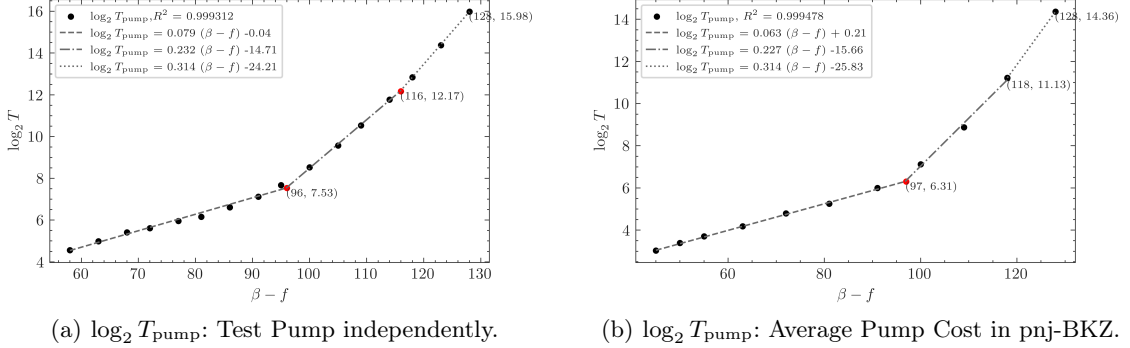 log₂ T
16
14
12
10
8
6
4
log₂ T_pump, R² = 0.999312
log₂ T_pump = 0.079 (β − f) -0.04
log₂ T_pump = 0.232 (β − f) -14.71
log₂ T_pump = 0.314 (β − f) -24.21
(128, 15.98)
(116, 12.17)
(96, 7.53)
60 70 80 90 100 110 120 130
β − f
(a) log₂ T_pump: Test Pump independently.
log₂ T
14
12
10
8
6
4
log₂ T_pump, R² = 0.999478
log₂ T_pump = 0.063 (β − f) + 0.21
log₂ T_pump = 0.227 (β − f) -15.66
log₂ T_pump = 0.314 (β − f) -25.83
(128, 14.36)
(118, 11.13)
(97, 6.31)
60 80 100 120
β − f
(b) log₂ T_pump: Average Pump Cost in pnj-BKZ.